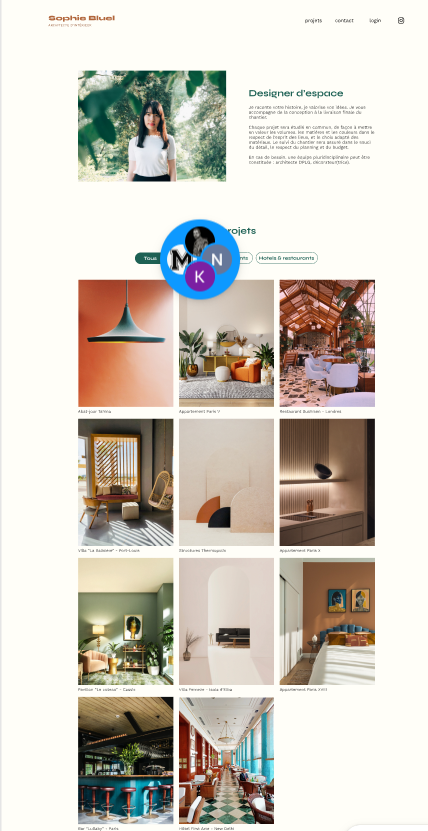 Sophie Bluel
ARCHITECTE D'INTÉRIEUR
projets
contact
login
Designer d'espace
Je raconte votre histoire, je valorise vos idées. Je vous
accompagne de la conception à la livraison finale du
chantier.
Chaque projet sera étudié en commun, de façon à mettre
en valeur les volumes, les matières et les couleurs dans le
respect de l'esprit des lieux et le choix adapté des
matériaux. Le suivi du chantier sera assuré dans le souci
du détail, le respect du planning et du budget.
En cas de besoin, une équipe pluridisciplinaire peut être
constituée : architecte DPLG, décorateur(trice).
rojets
M
N
K
Tous
nts
Hotels & restaurants
Abat-jour Tahina
Appartement Paris V
Restaurant Sushisen - Londres
Villa "La Balisière" - Port-Louis
Structures Thermopolis
Appartement Paris X
Pavillon "Le coteau" - Cassis
Villa Ferneze - Isola d'Elba
Appartement Paris XVIII
Bar "Lullaby" - Paris
Hôtel First Arte - New Delhi